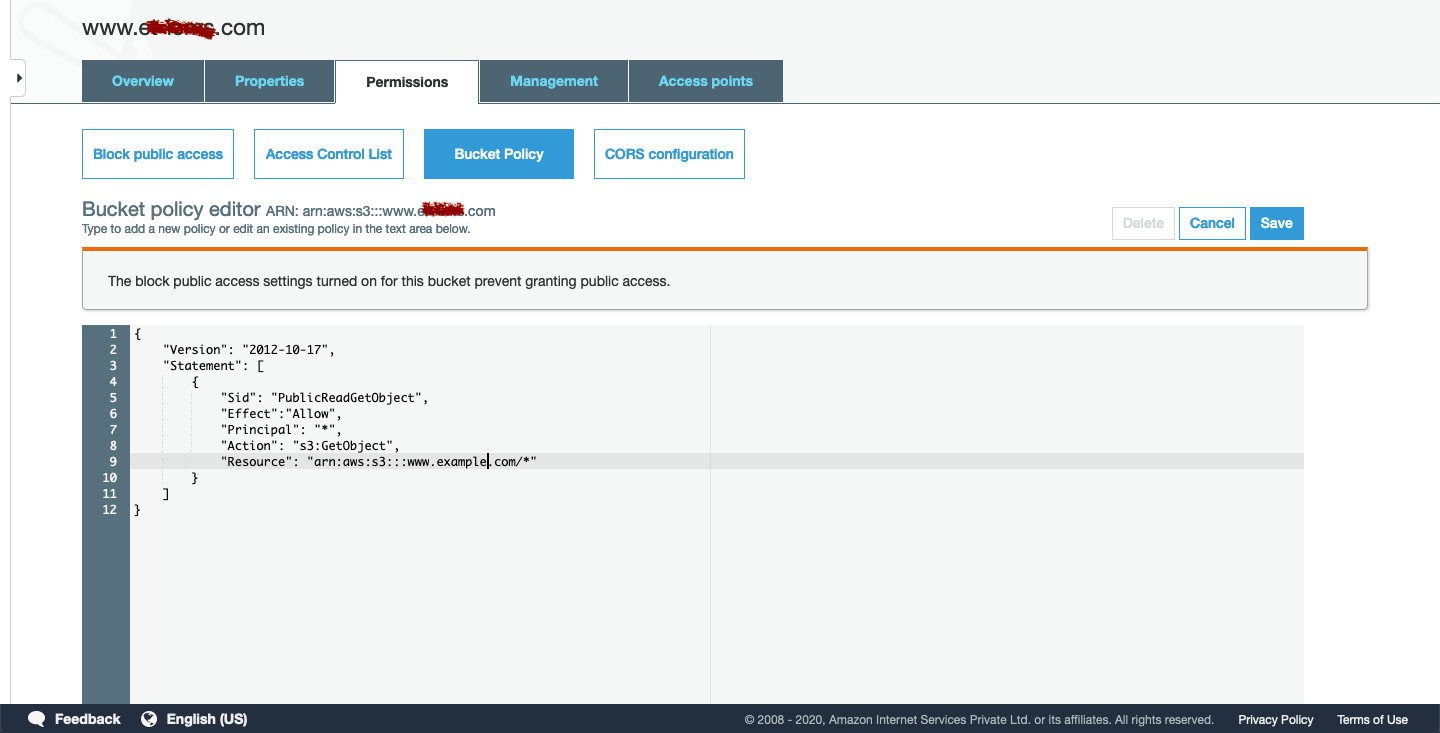 www.e .com
Overview Properties Permissions Management Access points
Block public access Access Control List Bucket Policy CORS configuration
Bucket policy editor ARN: arn:aws:s3:::www.e .com
Type to add a new policy or edit an existing policy in the text area below.
Delete Cancel Save
The block public access settings turned on for this bucket prevent granting public access.
1 {
2 "Version": "2012-10-17",
3 "Statement": [
4 {
5 "Sid": "PublicReadGetObject",
6 "Effect":"Allow",
7 "Principal": "*",
8 "Action": "s3:GetObject",
9 "Resource": "arn:aws:s3:::www.example.com/*"
10 }
11 ]
12 }
Feedback English (US) © 2008 - 2020, Amazon Internet Services Private Ltd. or its affiliates. All rights reserved. Privacy Policy Terms of Use